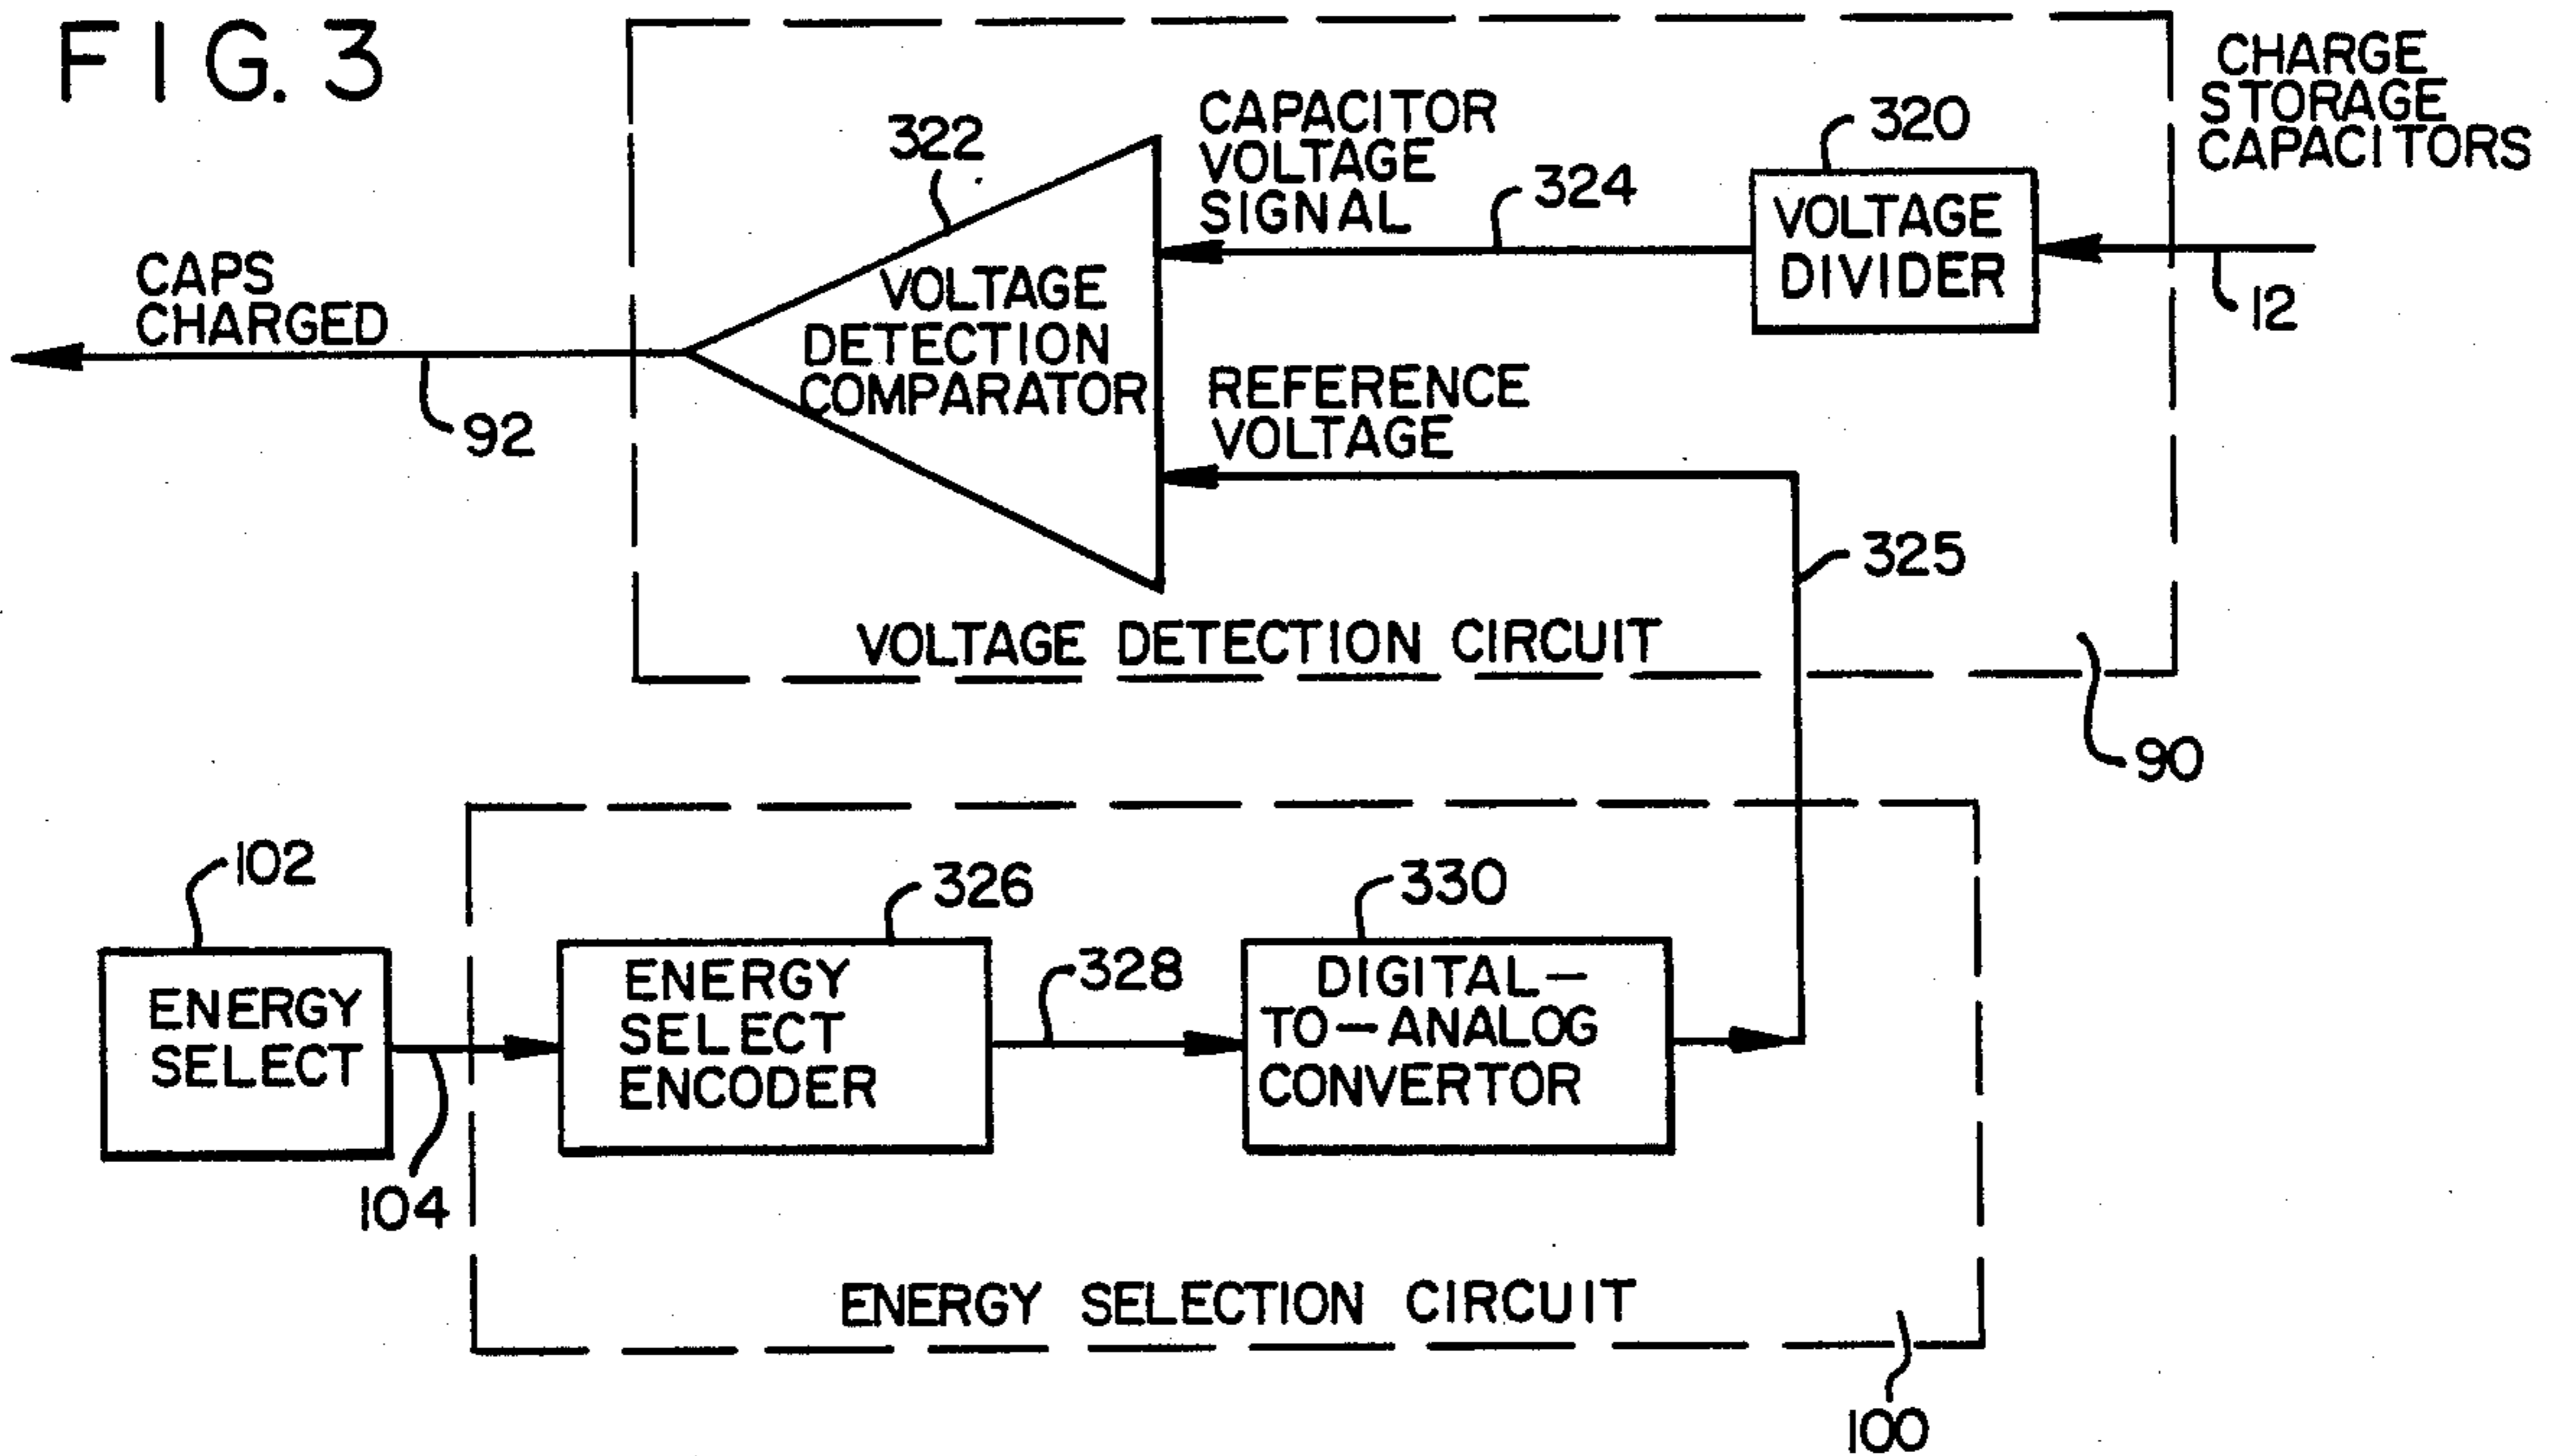 FIG. 3
CHARGE
STORAGE
CAPACITORS
320
322
CAPACITOR
VOLTAGE
SIGNAL
324
VOLTAGE
DIVIDER
12
CAPS
CHARGED
92
VOLTAGE
DETECTION
COMPARATOR
REFERENCE
VOLTAGE
325
VOLTAGE DETECTION CIRCUIT
90
102
326
330
ENERGY
SELECT
104
ENERGY
SELECT
ENCODER
328
DIGITAL-
TO-ANALOG
CONVERTOR
ENERGY SELECTION CIRCUIT
100